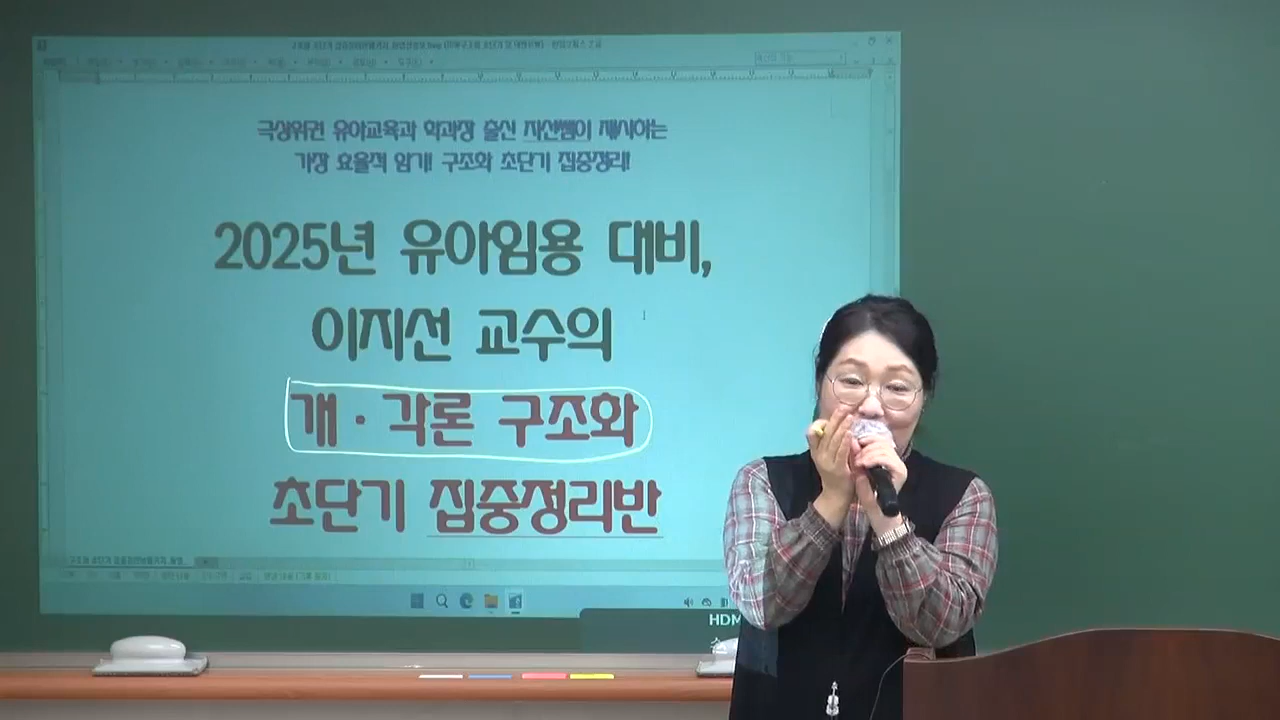 극상위권 유아교육과 학과장 출신 지선쌤이 제시하는
가장 효율적 암기! 구조화 초단기 집중정리!
2025년 유아임용 대비,
이지선 교수의
개·각론 구조화
초단기 집중정리반
HDM